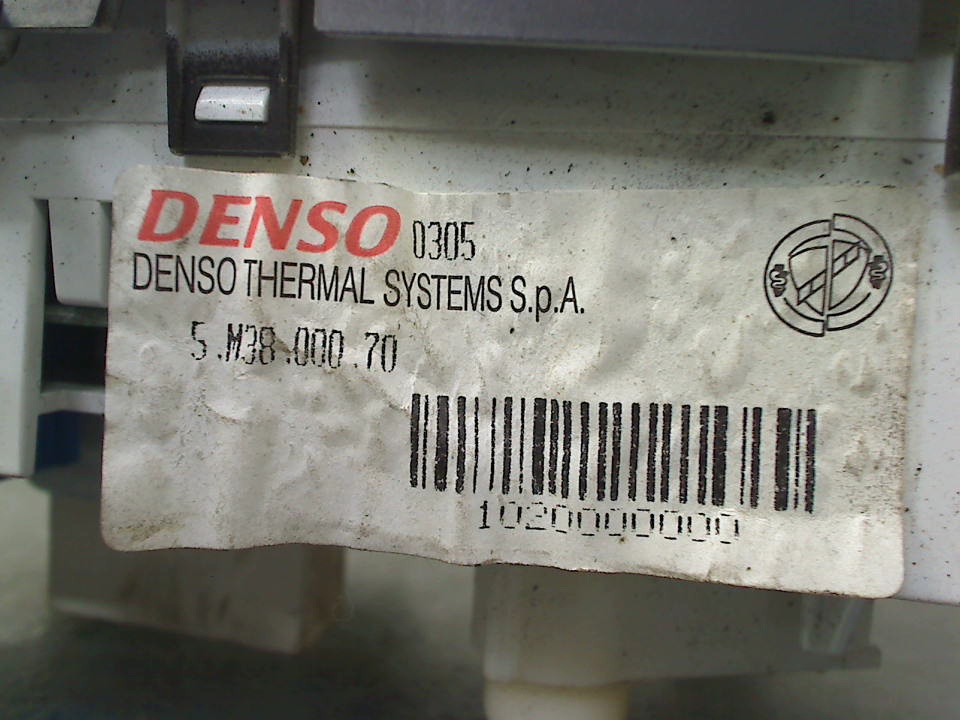 DENSO 0305
DENSO THERMAL SYSTEMS S.p.A.
5.M38.000.70
1020000000